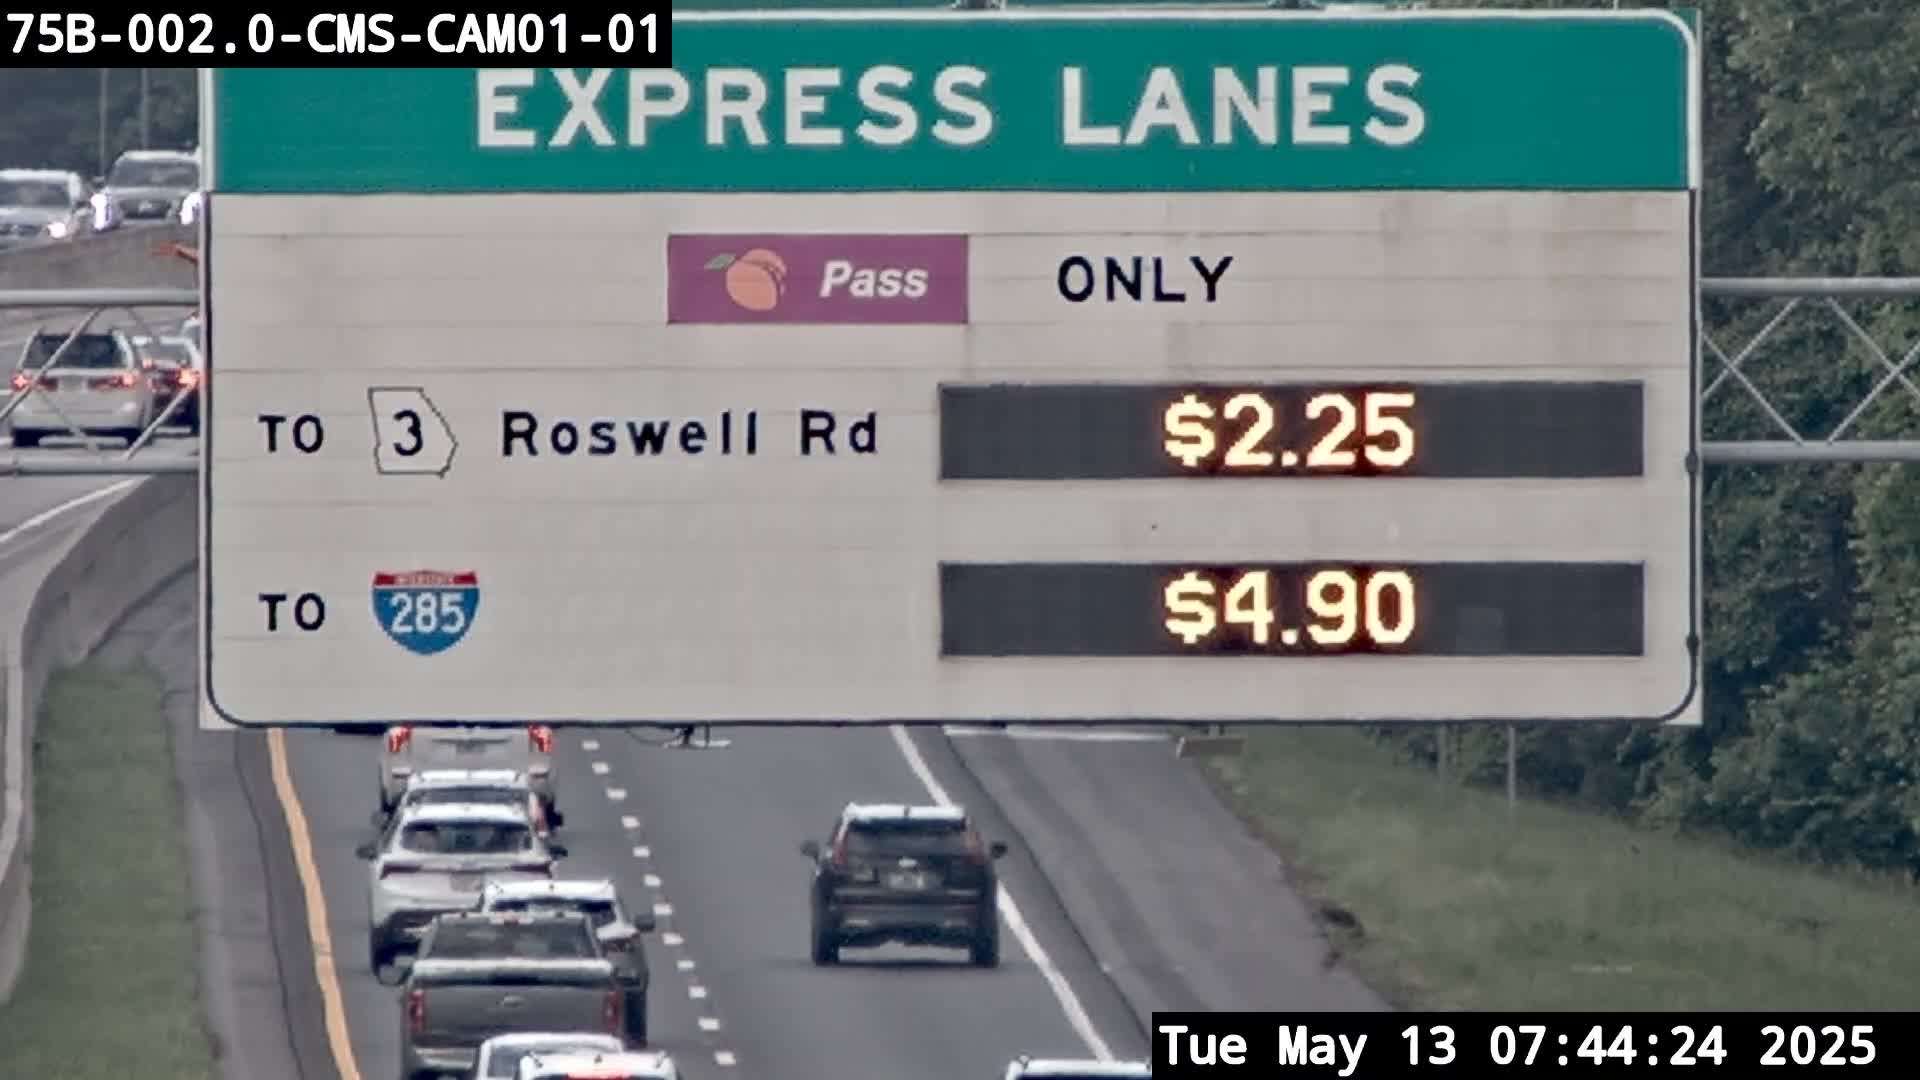 75B-002.0-CMS-CAM01-01
EXPRESS LANES
Pass ONLY
TO 3 Roswell Rd $2.25
INTERSTATE
TO 285 $4.90
Tue May 13 07:44:24 2025